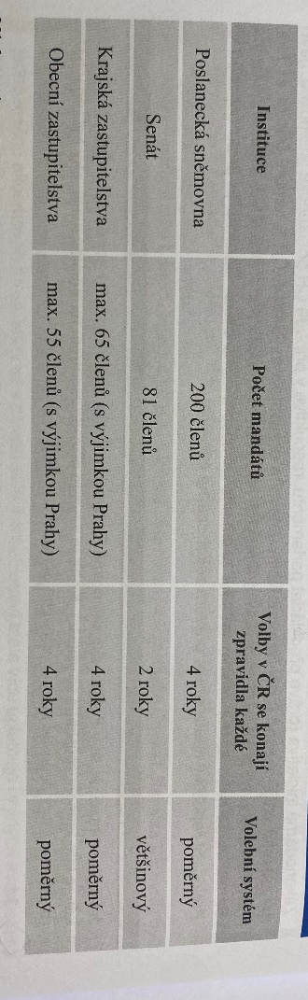 Instituce
Počet mandátů
Volby v ČR se konají
zpravidla každé
Volební systém
Poslanecká sněmovna
200 členů
4 roky
poměrný
Senát
81 členů
2 roky
většinový
Krajská zastupitelstva
max. 65 členů (s výjimkou Prahy)
4 roky
poměrný
Obecní zastupitelstva
max. 55 členů (s výjimkou Prahy)
4 roky
poměrný